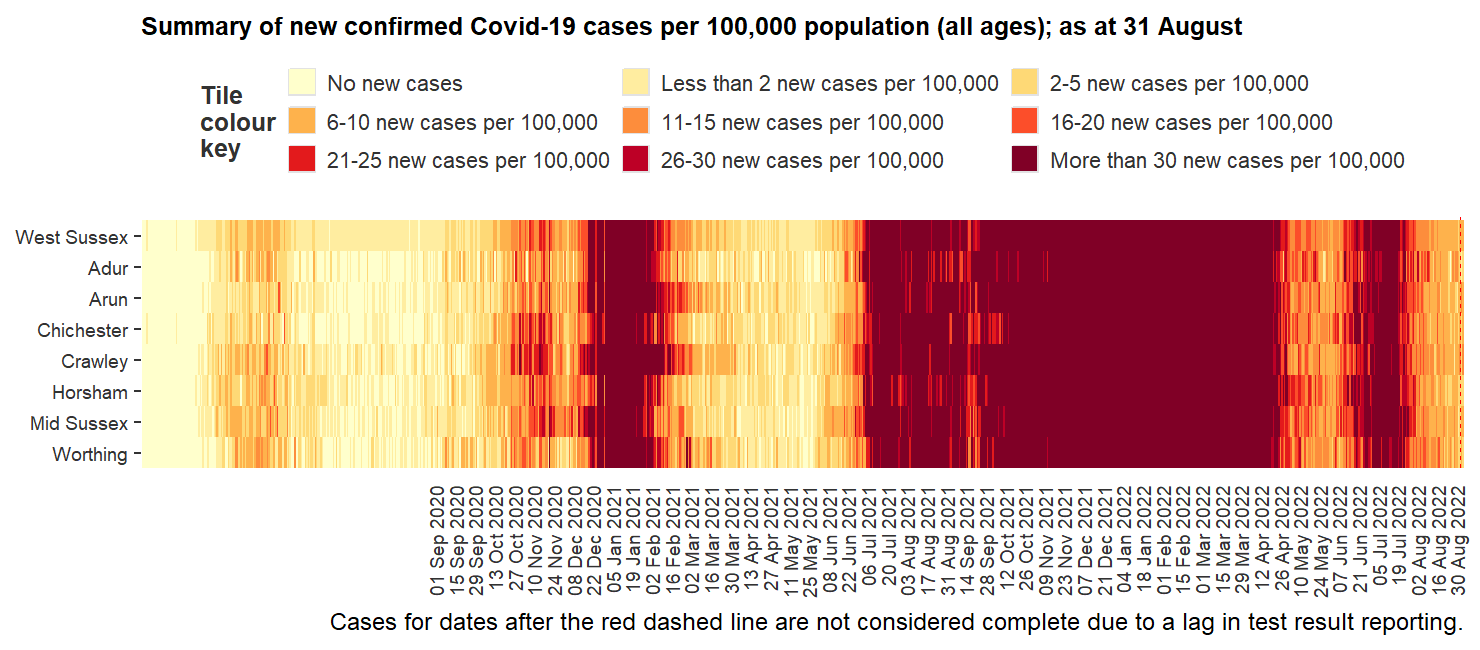 Summary of new confirmed Covid-19 cases per 100,000 population (all ages); as at 31 August
Tile
colour
key
No new cases
Less than 2 new cases per 100,000
2-5 new cases per 100,000
6-10 new cases per 100,000
11-15 new cases per 100,000
16-20 new cases per 100,000
21-25 new cases per 100,000
26-30 new cases per 100,000
More than 30 new cases per 100,000
West Sussex
Adur
Arun
Chichester
Crawley
Horsham
Mid Sussex
Worthing
01 Sep 2020
15 Sep 2020
29 Sep 2020
13 Oct 2020
27 Oct 2020
10 Nov 2020
24 Nov 2020
08 Dec 2020
22 Dec 2020
05 Jan 2021
19 Jan 2021
02 Feb 2021
16 Feb 2021
02 Mar 2021
16 Mar 2021
30 Mar 2021
13 Apr 2021
27 Apr 2021
11 May 2021
25 May 2021
08 Jun 2021
22 Jun 2021
06 Jul 2021
20 Jul 2021
03 Aug 2021
17 Aug 2021
31 Aug 2021
14 Sep 2021
28 Sep 2021
12 Oct 2021
26 Oct 2021
09 Nov 2021
23 Nov 2021
07 Dec 2021
21 Dec 2021
04 Jan 2022
18 Jan 2022
01 Feb 2022
15 Feb 2022
01 Mar 2022
15 Mar 2022
29 Mar 2022
12 Apr 2022
26 Apr 2022
10 May 2022
24 May 2022
07 Jun 2022
21 Jun 2022
05 Jul 2022
19 Jul 2022
02 Aug 2022
16 Aug 2022
30 Aug 2022
Cases for dates after the red dashed line are not considered complete due to a lag in test result reporting.